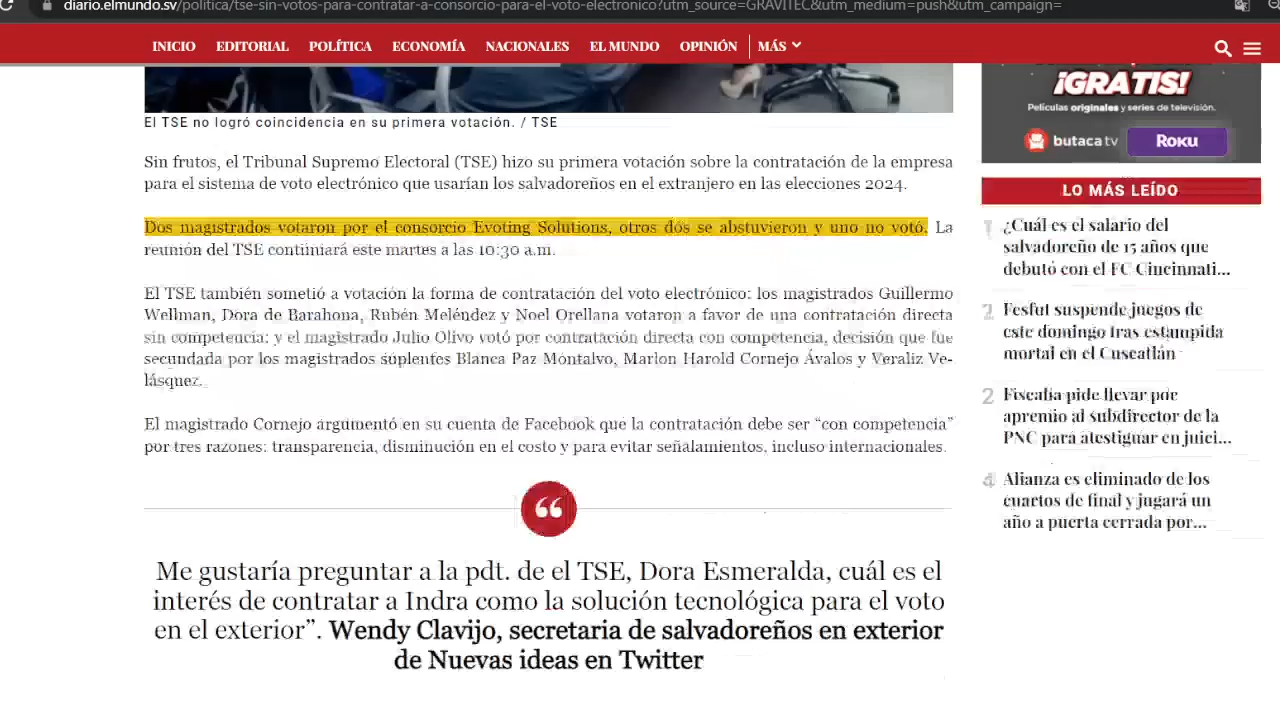 diario.elmundo.sv/politica/tse-sin-votos-para-contratar-a-consorcio-para-el-voto-electronico?utm_source=GRAVITEC&utm_medium=push&utm_campaign=
INICIO EDITORIAL POLÍTICA ECONOMÍA NACIONALES EL MUNDO OPINIÓN MÁS
El TSE no logró coincidencia en su primera votación. / TSE
Sin frutos, el Tribunal Supremo Electoral (TSE) hizo su primera votación sobre la contratación de la empresa
para el sistema de voto electrónico que usarían los salvadoreños en el extranjero en las elecciones 2024.
Dos magistrados votaron por el consorcio Evoting Solutions, otros dos se abstuvieron y uno no votó. La
reunión del TSE continuará este martes a las 10:30 a.m.
El TSE también sometió a votación la forma de contratación del voto electrónico: los magistrados Guillermo
Wellman, Dora de Barahona, Rubén Meléndez y Noel Orellana votaron a favor de una contratación directa
sin competencia; y el magistrado Julio Olivo votó por contratación directa con competencia, decisión que fue
secundada por los magistrados suplentes Blanca Paz Montalvo, Marlon Harold Cornejo Ávalos y Veraliz Ve-
lásquez.
El magistrado Cornejo argumentó en su cuenta de Facebook que la contratación debe ser “con competencia”
por tres razones: transparencia, disminución en el costo y para evitar señalamientos, incluso internacionales.
Me gustaría preguntar a la pdt. de el TSE, Dora Esmeralda, cuál es el
interés de contratar a Indra como la solución tecnológica para el voto
en el exterior”. Wendy Clavijo, secretaria de salvadoreños en exterior
de Nuevas ideas en Twitter
¡GRATIS!
Películas originales y series de televisión.
butaca tv Roku
LO MÁS LEÍDO
¿Cuál es el salario del
salvadoreño de 15 años que
debutó con el FC Cincinnati...
Fesfut suspende juegos de
este domingo tras estampida
mortal en el Cuscatlán
2 Fiscalía pide llevar por
apremio al subdirector de la
PNC para atestiguar en juici...
4 Alianza es eliminado de los
cuartos de final y jugará un
año a puerta cerrada por...